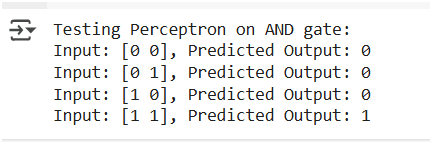 Testing Perceptron on AND gate:
Input: [0 0], Predicted Output: 0
Input: [0 1], Predicted Output: 0
Input: [1 0], Predicted Output: 0
Input: [1 1], Predicted Output: 1